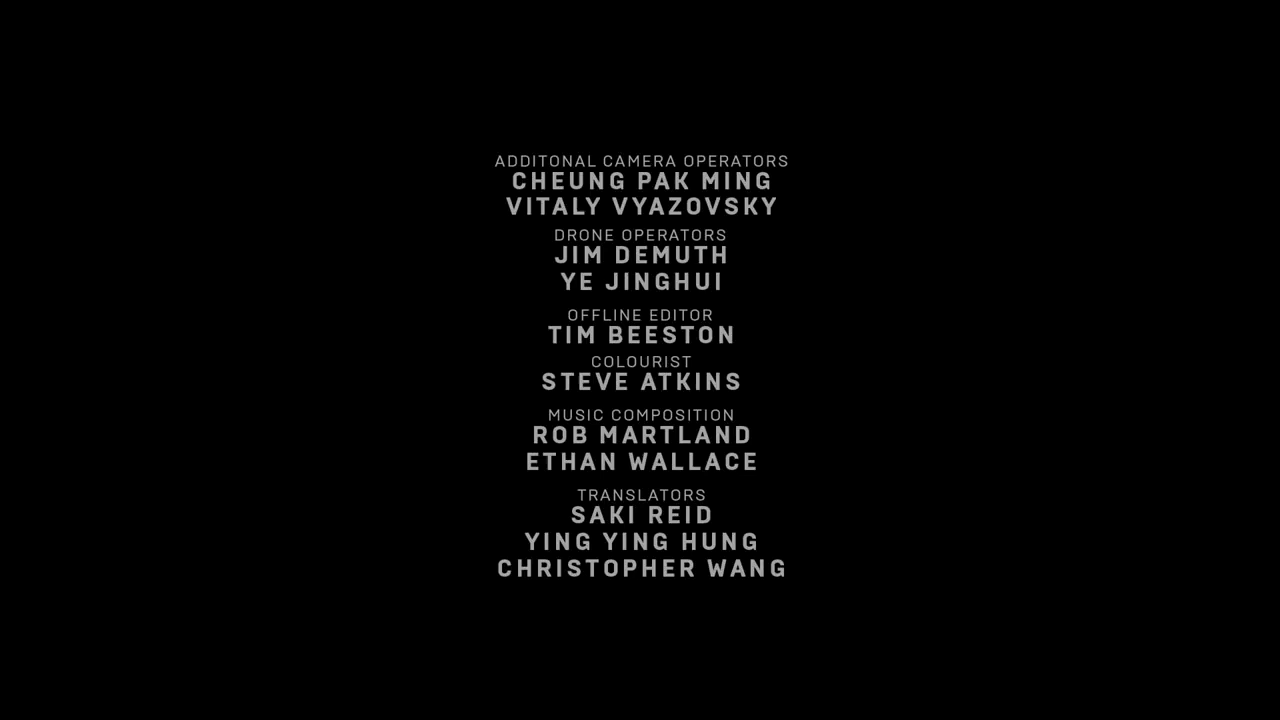 ADDITONAL CAMERA OPERATORS
CHEUNG PAK MING
VITALY VYAZOVSKY
DRONE OPERATORS
JIM DEMUTH
YE JINGHUI
OFFLINE EDITOR
TIM BEESTON
COLOURIST
STEVE ATKINS
MUSIC COMPOSITION
ROB MARTLAND
ETHAN WALLACE
TRANSLATORS
SAKI REID
YING YING HUNG
CHRISTOPHER WANG